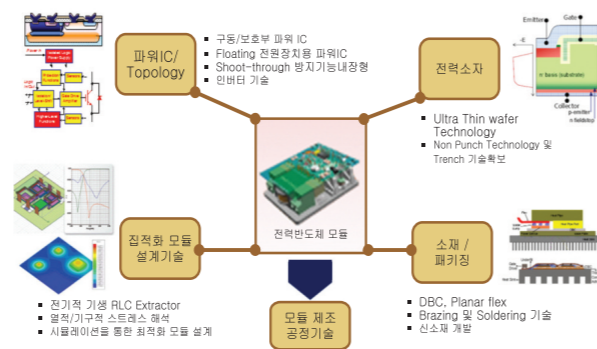 파워IC/
Topology
▪ 구동/보호부 파워 IC
▪ Floating 전원장치용 파워IC
▪ Shoot-through 방지기능내장형
▪ 인버터 기술
전력소자
Emitter
Gate
-E
n⁻ base (substrate)
Collector
p-emitter
n fieldstop
▪ Ultra Thin wafer
Technology
▪ Non Punch Technology 및
Trench 기술확보
전력반도체 모듈
집적화 모듈
설계기술
▪ 전기적 기생 RLC Extractor
▪ 열적/기구적 스트레스 해석
▪ 시뮬레이션을 통한 최적화 모듈 설계
소재 /
패키징
▪ DBC, Planar flex
▪ Brazing 및 Soldering 기술
▪ 신소재 개발
모듈 제조
공정기술